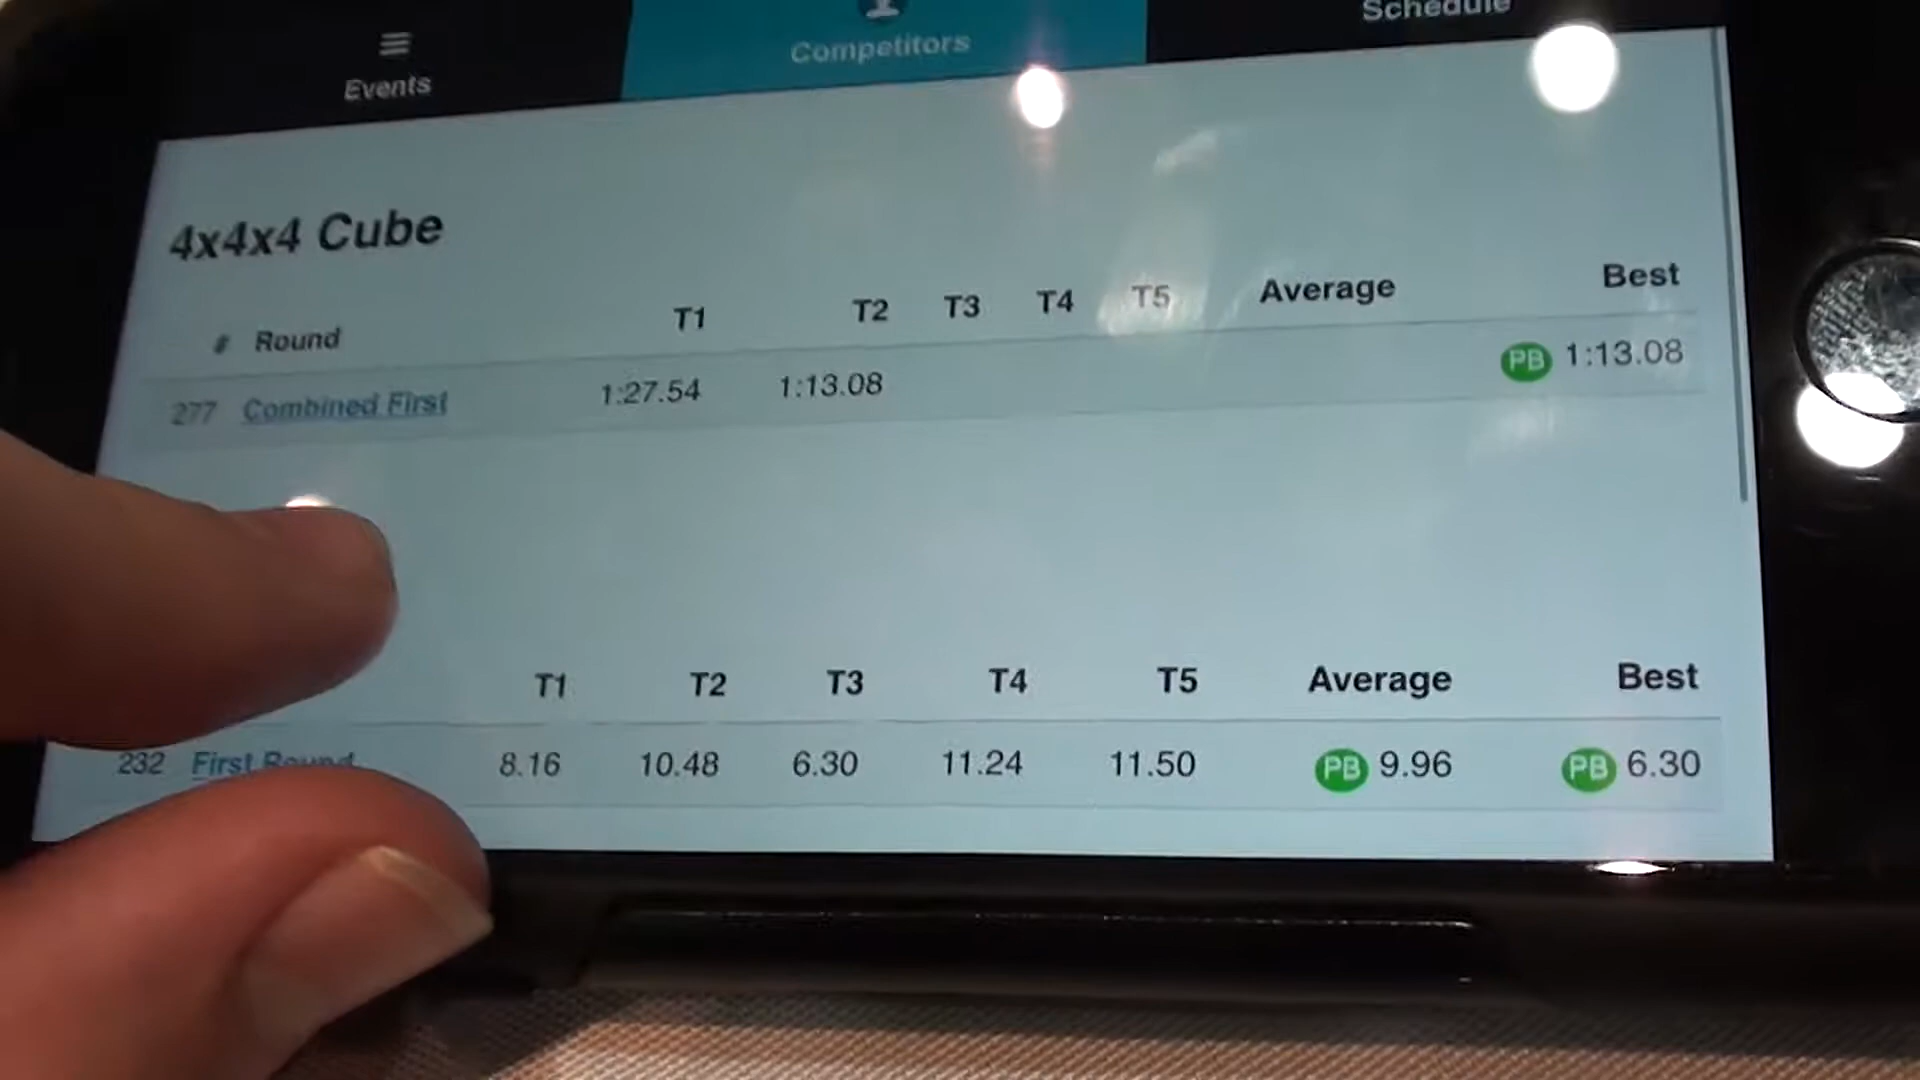 Events Competitors Schedule
4x4x4 Cube
# Round T1 T2 T3 T4 T5 Average Best
277 Combined First 1:27.54 1:13.08 PB 1:13.08
T1 T2 T3 T4 T5 Average Best
232 First Round 8.16 10.48 6.30 11.24 11.50 PB 9.96 PB 6.30